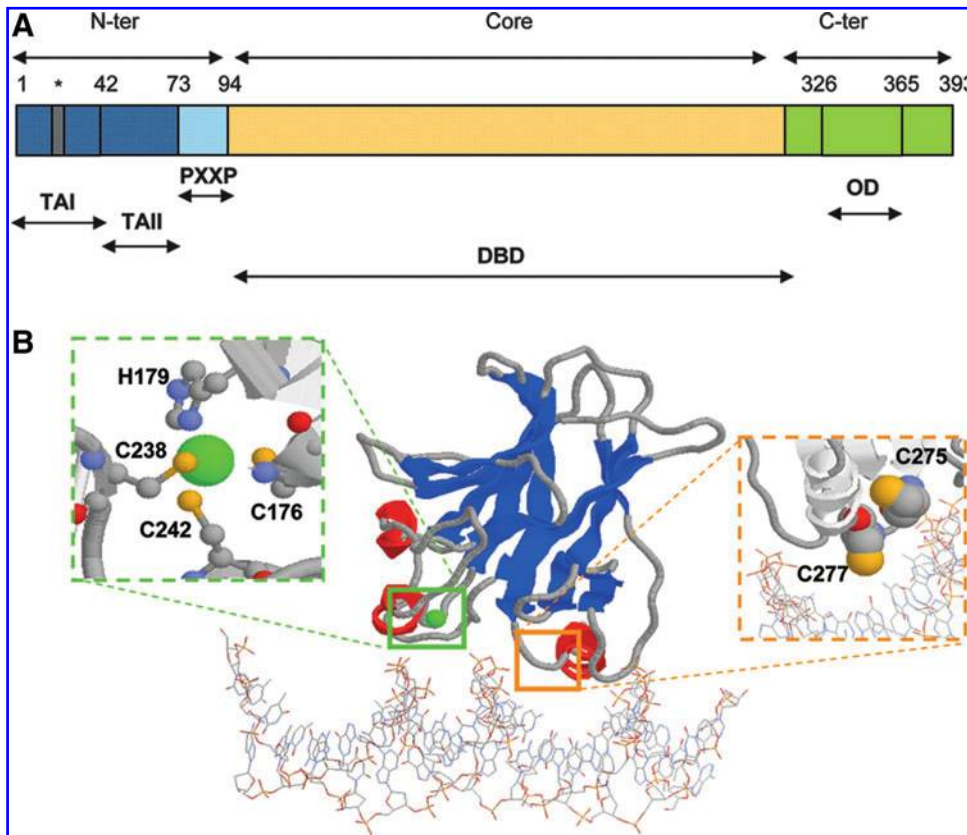 A
N-ter Core C-ter
1 * 42 73 94 326 365 393
PXXP
TAI OD
TAII
DBD
B
H179
C238
C176
C242
C275
C277